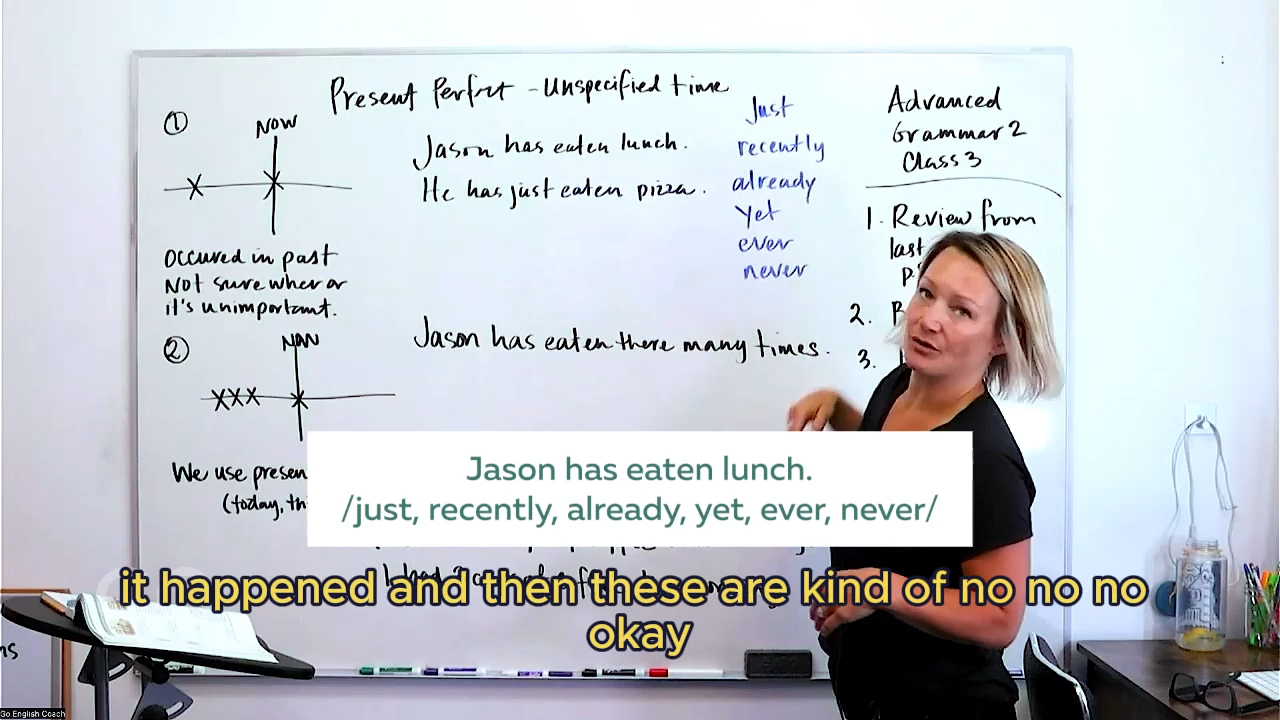 Present Perfect - Unspecified time
①
NOW
Occured in past
Not sure when or
it's unimportant.
②
NOW
We use presen
(today, th
Jason has eaten lunch.
He has just eaten pizza.
Jason has eaten there many times.
Just
recently
already
yet
ever
never
Advanced
Grammar 2
Class 3
1. Review from
last
2.
3.
Jason has eaten lunch.
/just, recently, already, yet, ever, never/
it happened and then these are kind of no no no
okay
Go English Coach